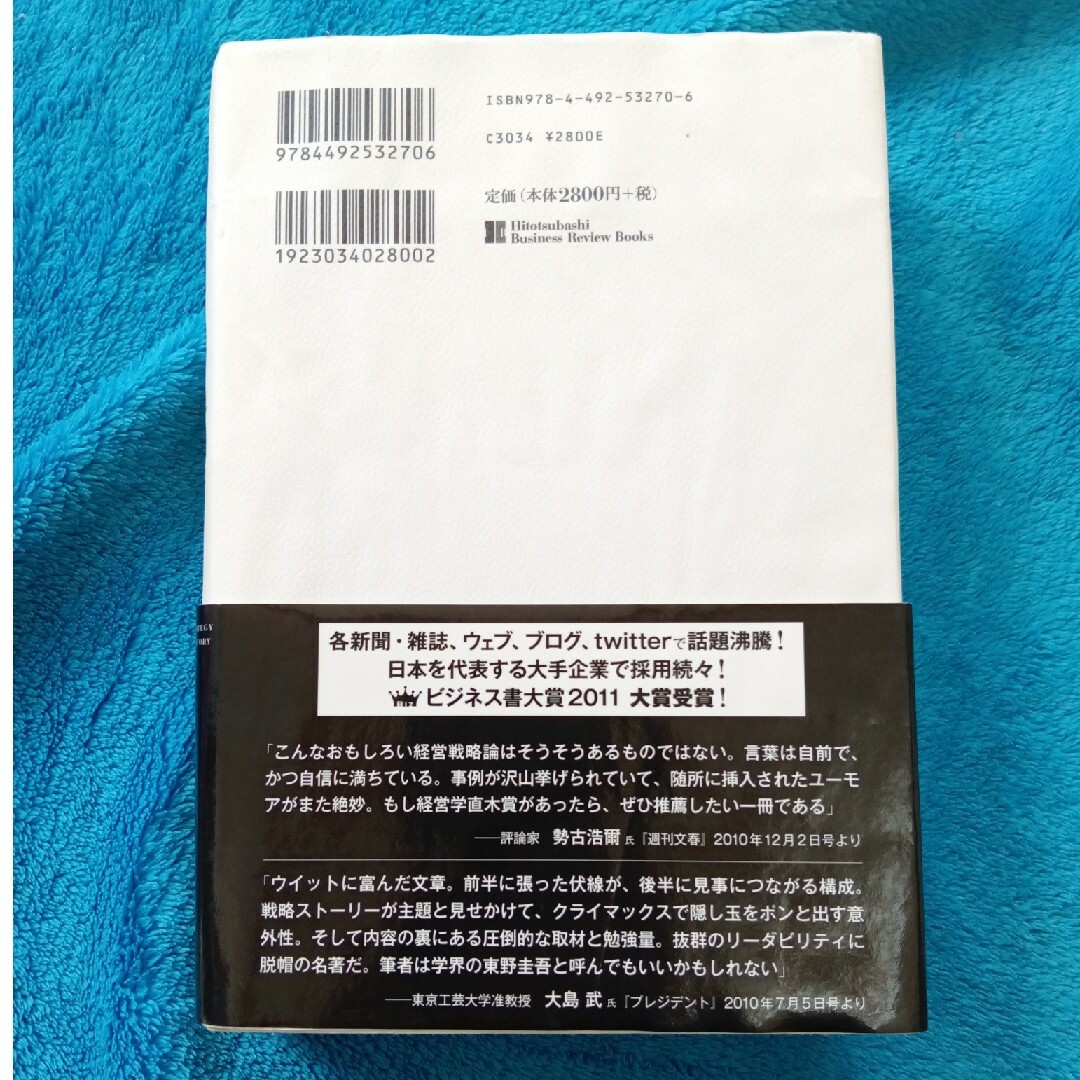 ISBN978-4-492-53270-6
9784492532706
C3034 ¥2800E
定価(本体2800円+税)
Hitotsubashi
Business Review Books
1923034028002
各新聞・雑誌、ウェブ、ブログ、twitterで話題沸騰!
日本を代表する大手企業で採用続々!
ビジネス書大賞2011 大賞受賞!
「こんなおもしろい経営戦略論はそうそうあるものではない。言葉は自前で、
かつ自信に満ちている。事例が沢山挙げられていて、随所に挿入されたユーモ
アがまた絶妙。もし経営学直木賞があったら、ぜひ推薦したい一冊である」
──評論家 勢古浩爾氏『週刊文春』2010年12月2日号より
「ウイットに富んだ文章。前半に張った伏線が、後半に見事につながる構成。
戦略ストーリーが主題と見せかけて、クライマックスで隠し玉をポンと出す意
外性。そして内容の裏にある圧倒的な取材と勉強量。抜群のリーダビリティに
脱帽の名著だ。筆者は学界の東野圭吾と呼んでもいいかもしれない」
──東京工芸大学准教授 大島 武氏『プレジデント』2010年7月5日号より